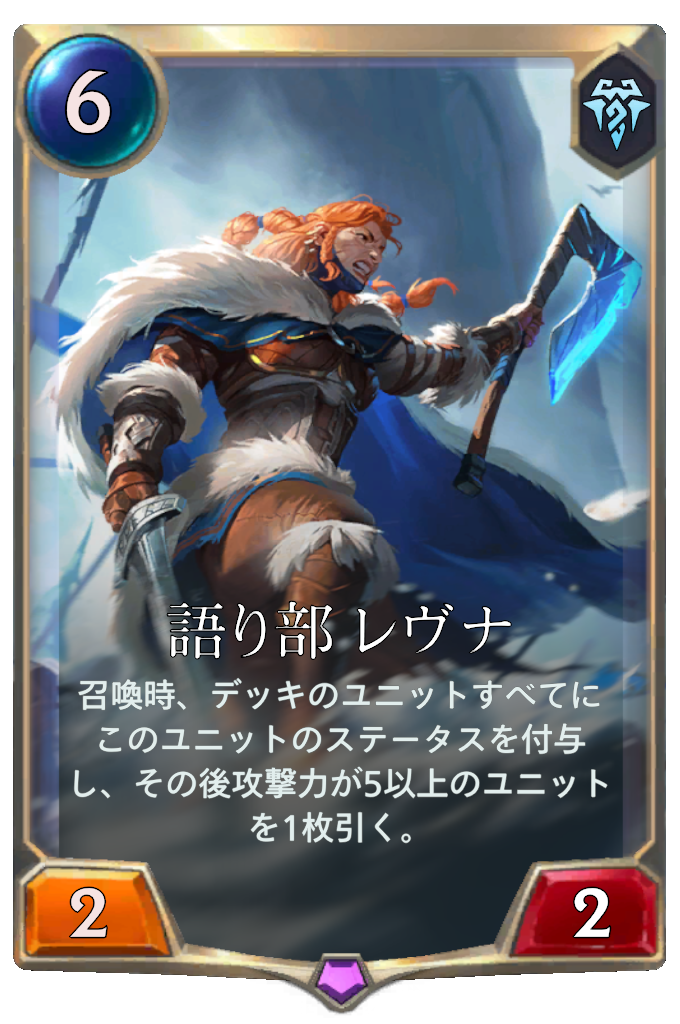 6
語り部 レヴナ
召喚時、デッキのユニットすべてに
このユニットのステータスを付与
し、その後攻撃力が5以上のユニット
を1枚引く。
2
2